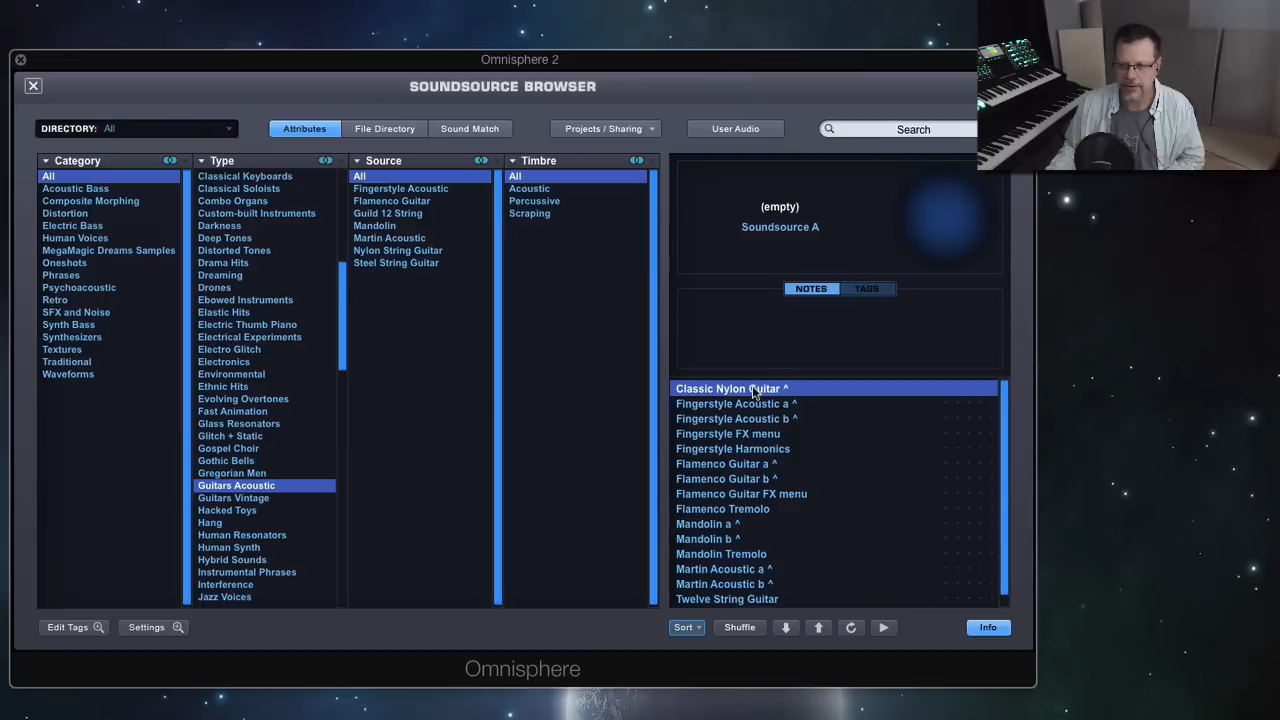 Omnisphere 2
SOUNDSOURCE BROWSER
DIRECTORY: All
Attributes
File Directory
Sound Match
Projects / Sharing
User Audio
Search
Category
All
Acoustic Bass
Composite Morphing
Distortion
Electric Bass
Human Voices
MegaMagic Dreams Samples
Oneshots
Phrases
Psychoacoustic
Retro
SFX and Noise
Synth Bass
Synthesizers
Textures
Traditional
Waveforms
Type
Classical Keyboards
Classical Soloists
Combo Organs
Custom-built Instruments
Darkness
Deep Tones
Distorted Tones
Drama Hits
Dreaming
Drones
Ebowed Instruments
Elastic Hits
Electric Thumb Piano
Electrical Experiments
Electro Glitch
Electronics
Environmental
Ethnic Hits
Evolving Overtones
Fast Animation
Glass Resonators
Glitch + Static
Gospel Choir
Gothic Bells
Gregorian Men
Guitars Acoustic
Guitars Vintage
Hacked Toys
Hang
Human Resonators
Human Synth
Hybrid Sounds
Instrumental Phrases
Interference
Jazz Voices
Source
All
Fingerstyle Acoustic
Flamenco Guitar
Guild 12 String
Mandolin
Martin Acoustic
Nylon String Guitar
Steel String Guitar
Timbre
All
Acoustic
Percussive
Scraping
(empty)
Soundsource A
NOTES
TAGS
Classic Nylon Guitar ^
Fingerstyle Acoustic a ^
Fingerstyle Acoustic b ^
Fingerstyle FX menu
Fingerstyle Harmonics
Flamenco Guitar a ^
Flamenco Guitar b ^
Flamenco Guitar FX menu
Flamenco Tremolo
Mandolin a ^
Mandolin b ^
Mandolin Tremolo
Martin Acoustic a ^
Martin Acoustic b ^
Twelve String Guitar
Edit Tags
Settings
Sort
Shuffle
Info
Omnisphere